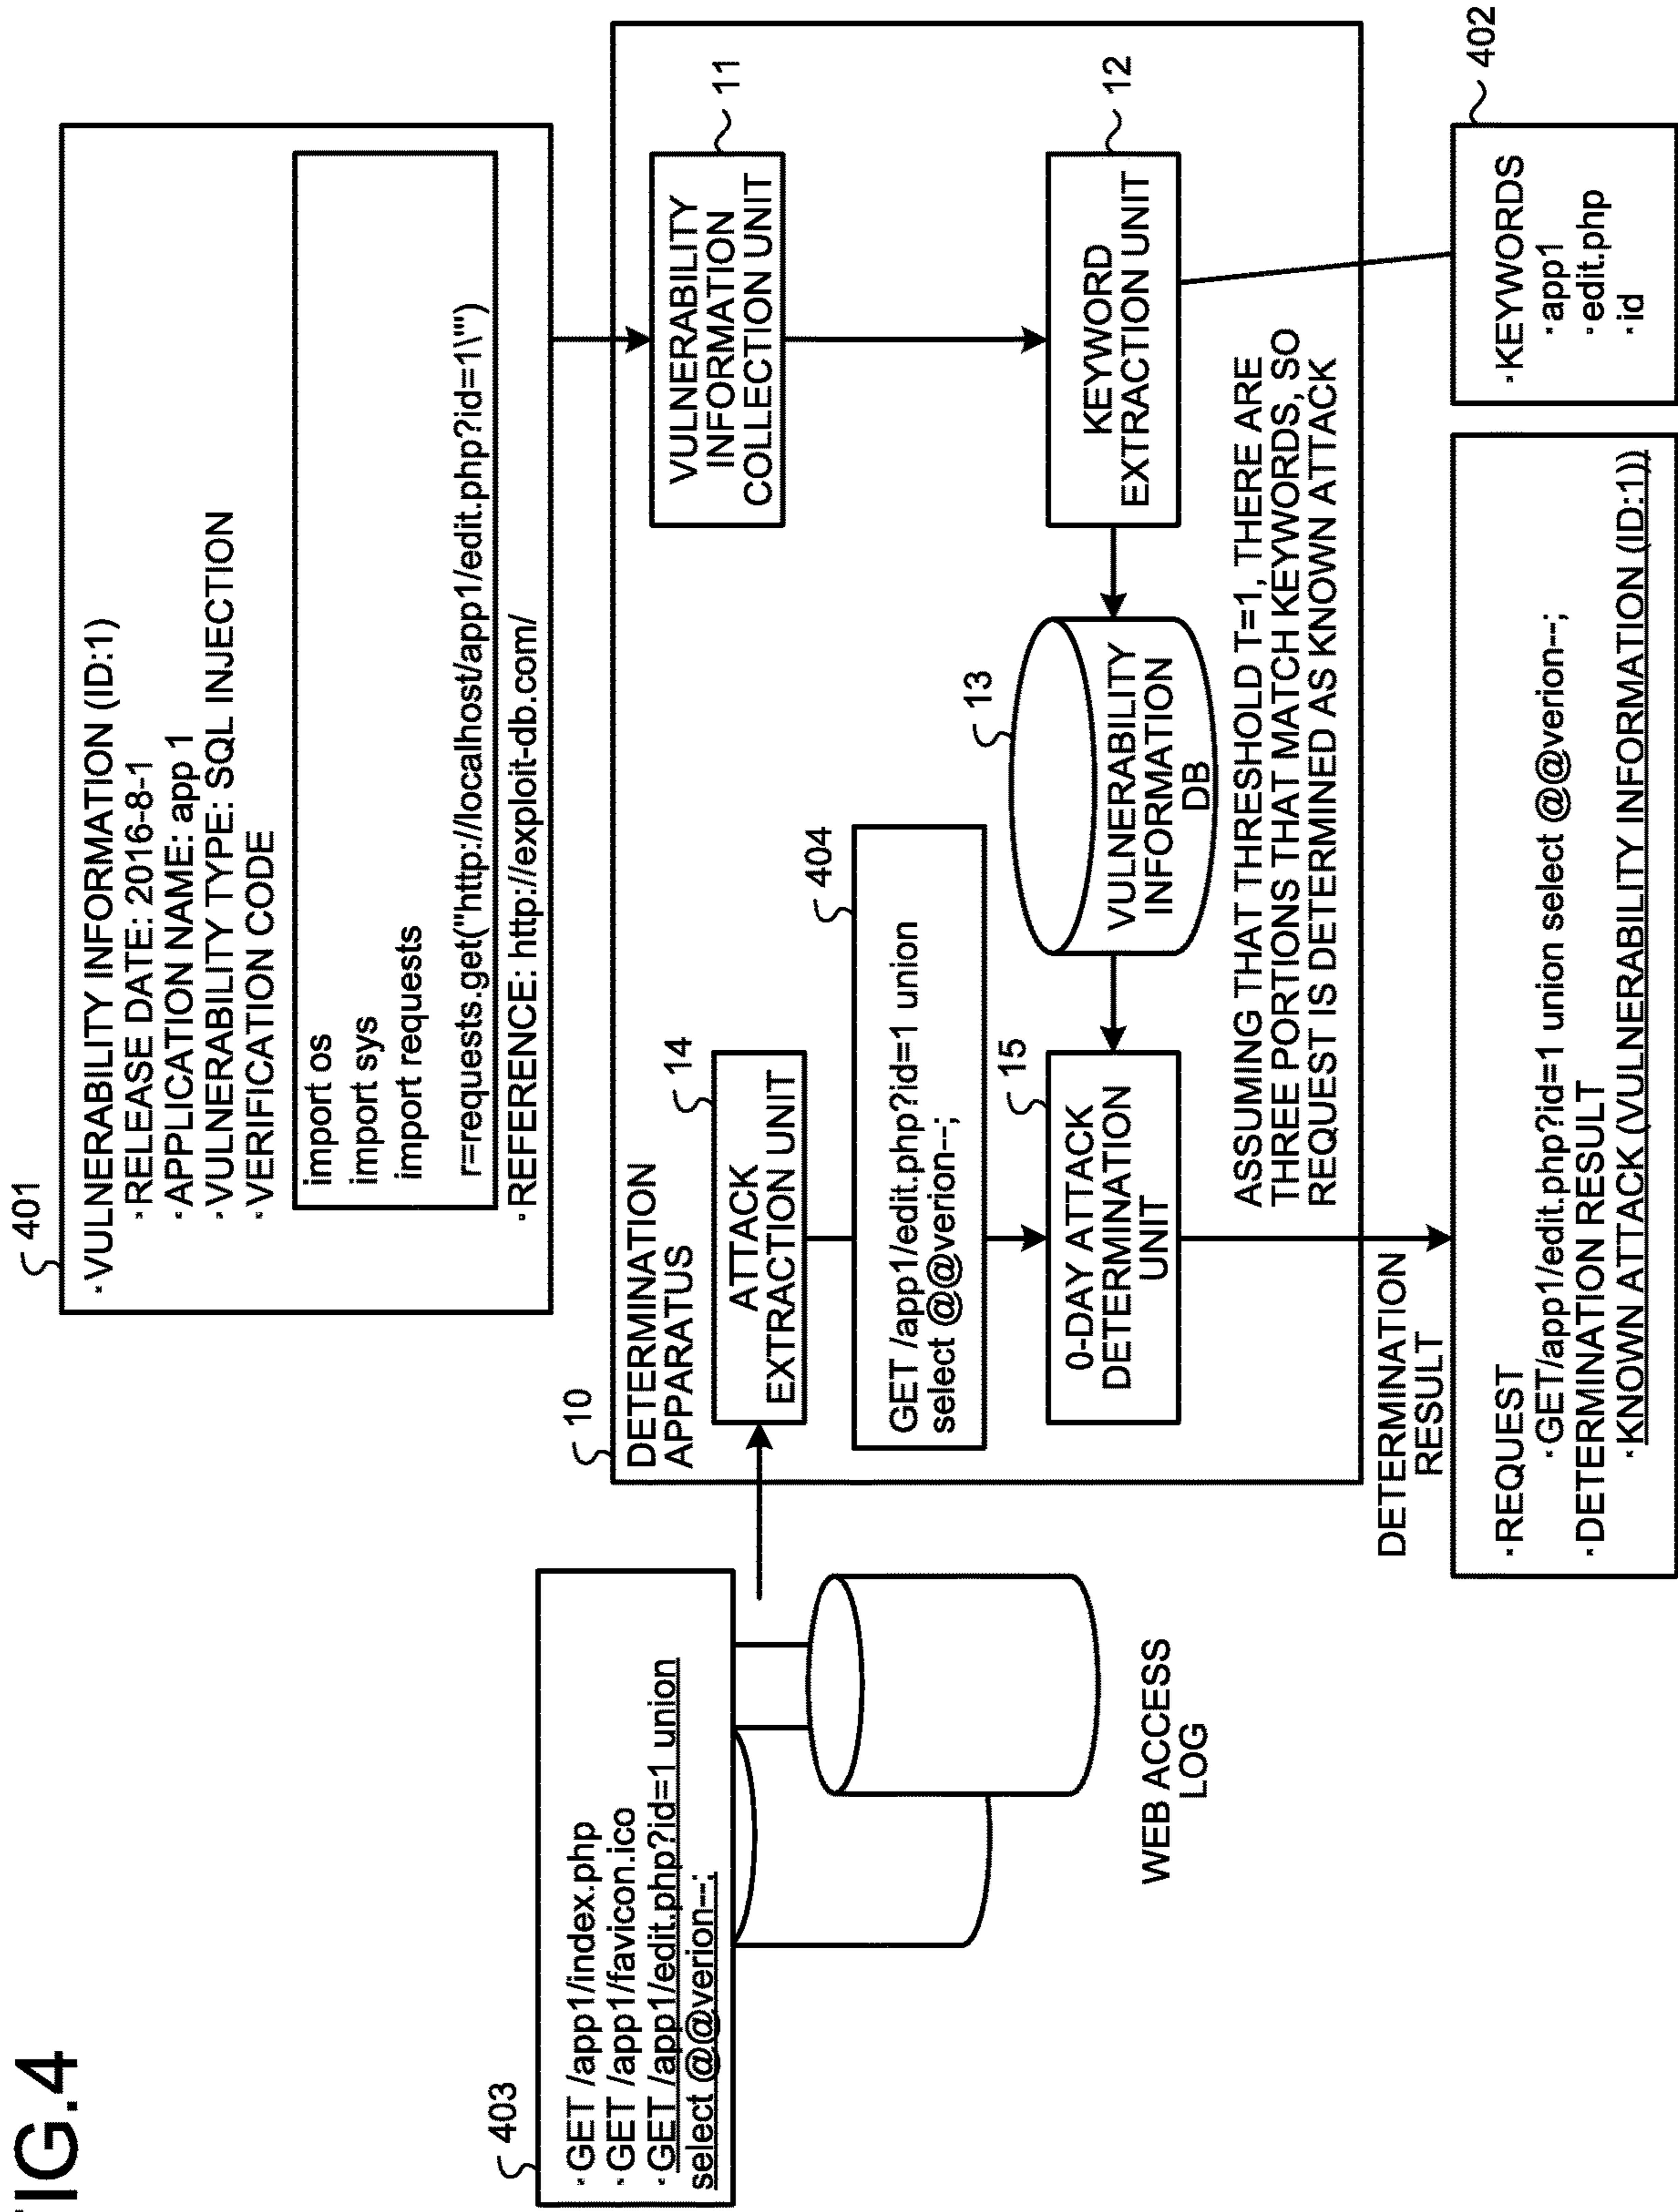 FIG.4
401
·VULNERABILITY INFORMATION (ID:1)
·RELEASE DATE: 2016-8-1
·APPLICATION NAME: app 1
·VULNERABILITY TYPE: SQL INJECTION
·VERIFICATION CODE
import os
import sys
import requests
r=requests.get("http://localhost/app1/edit.php?id=1\"")
·REFERENCE: http://exploit-db.com/
403
·GET /app1/index.php
·GET /app1/favicon.ico
·GET /app1/edit.php?id=1 union
select @@verion--;
WEB ACCESS
LOG
10
DETERMINATION
APPARATUS
14
ATTACK
EXTRACTION UNIT
404
GET /app1/edit.php?id=1 union
select @@verion--;
15
0-DAY ATTACK
DETERMINATION
UNIT
11
VULNERABILITY
INFORMATION
COLLECTION UNIT
12
KEYWORD
EXTRACTION UNIT
13
VULNERABILITY
INFORMATION
DB
ASSUMING THAT THRESHOLD T=1, THERE ARE
THREE PORTIONS THAT MATCH KEYWORDS, SO
REQUEST IS DETERMINED AS KNOWN ATTACK
DETERMINATION
RESULT
·REQUEST
·GET/app1/edit.php?id=1 union select @@verion--;
·DETERMINATION RESULT
·KNOWN ATTACK (VULNERABILITY INFORMATION (ID:1))
402
·KEYWORDS
·app1
·edit.php
·id